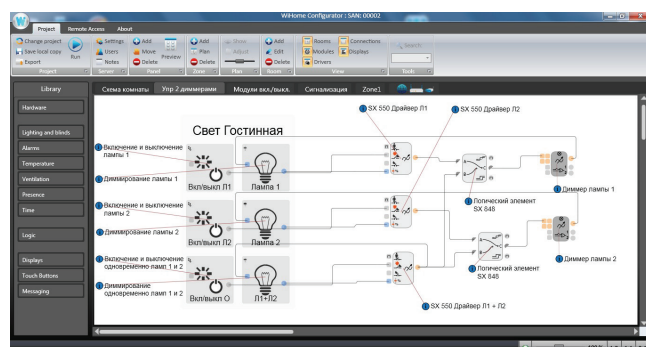 WiHome Configurator : SAN: 00002
Project Remote Access About
Change project
Save local copy
Export
Run
Project
Settings
Users
Notes
Server
Add
Move
Delete
Preview
Panel
Add
Plan
Delete
Zone
Show
Adjust
Plan
Add
Edit
Delete
Room
Rooms
Modules
Drivers
Connections
Displays
View
Search
Tools
Library
Схема комнаты Упр 2 диммерами Модули вкл./выкл. Сигнализация Zone1
Hardware
Lighting and blinds
Alarms
Temperature
Ventilation
Presence
Time
Logic
Displays
Touch Buttons
Messaging
Свет Гостинная
SX 550 Драйвер Л1
SX 550 Драйвер Л2
Включение и выключение
лампы 1
Диммирование лампы 1
Вкл/выкл Л1
Лампа 1
Диммер лампы 1
Логический элемент
SX 646
Включение и выключение
лампы 2
Диммирование лампы 2
Вкл/выкл Л2
Лампа 2
Диммер лампы 2
Логический элемент
SX 646
Включение и выключение
одновременно ламп 1 и 2
Диммирование
одновременно ламп 1 и 2
Вкл/выкл О
Л1+Л2
SX 550 Драйвер Л1 + Л2